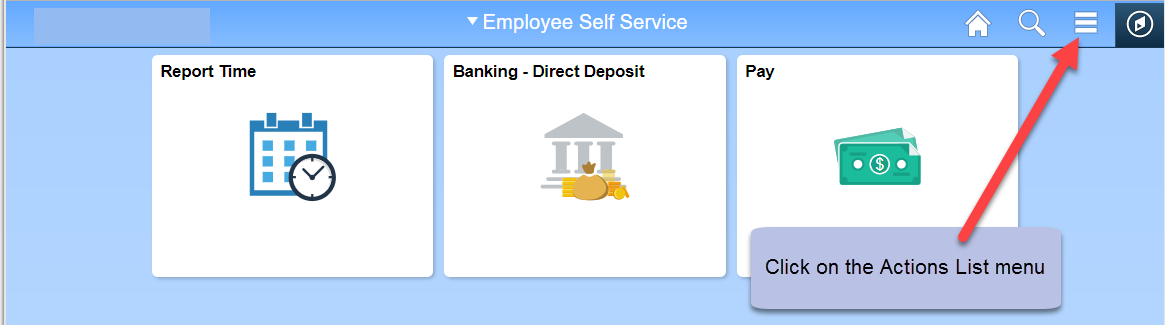 Employee Self Service
Report Time
Banking - Direct Deposit
Pay
$
Click on the Actions List menu